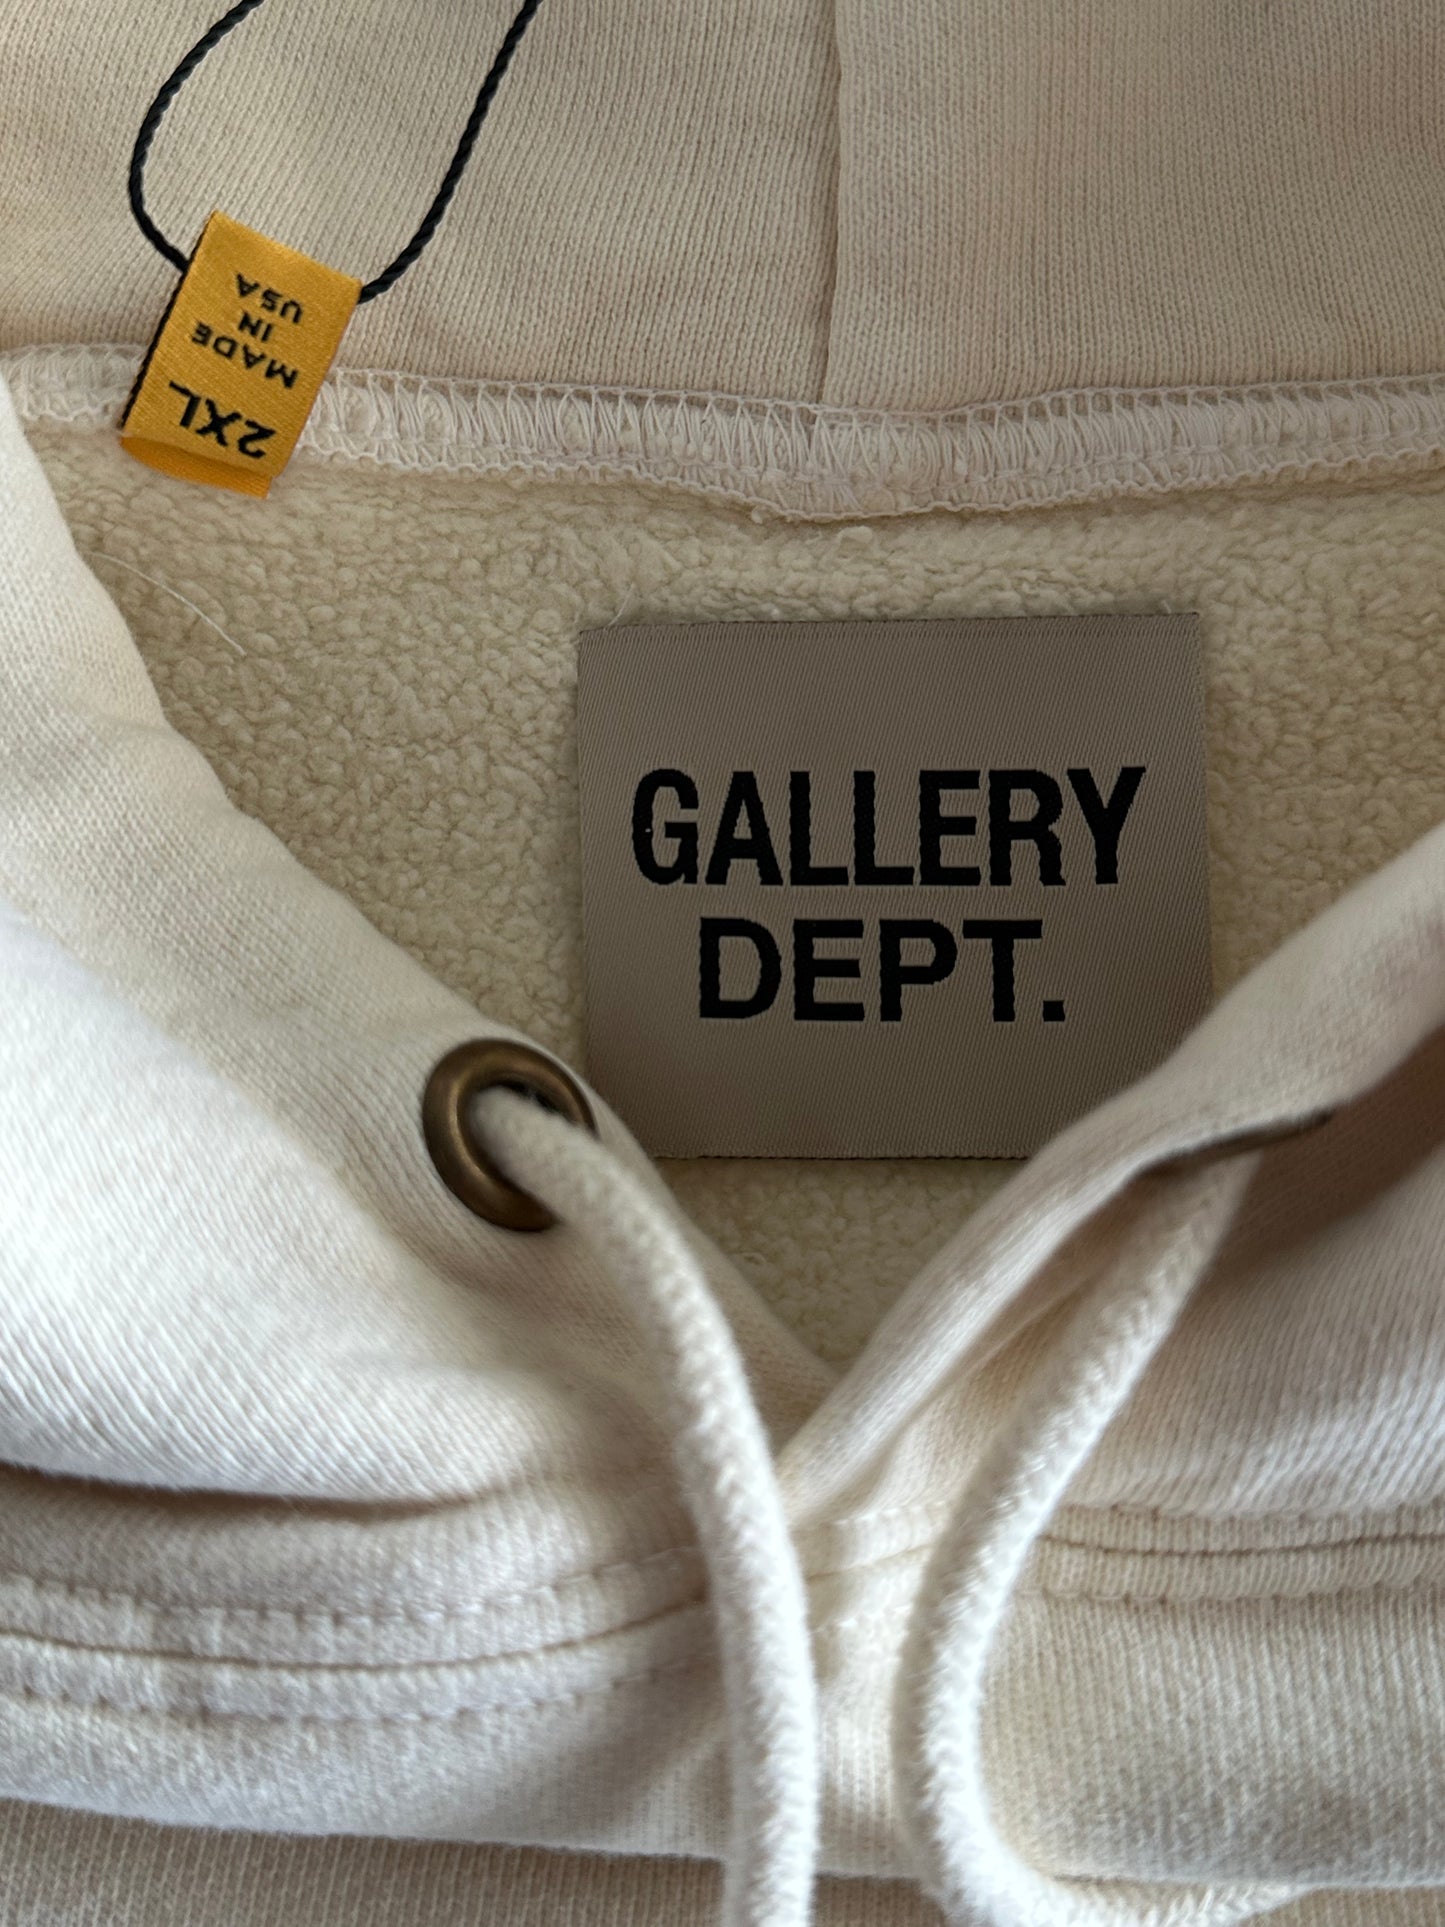 2XL
MADE
IN
USA
GALLERY
DEPT.